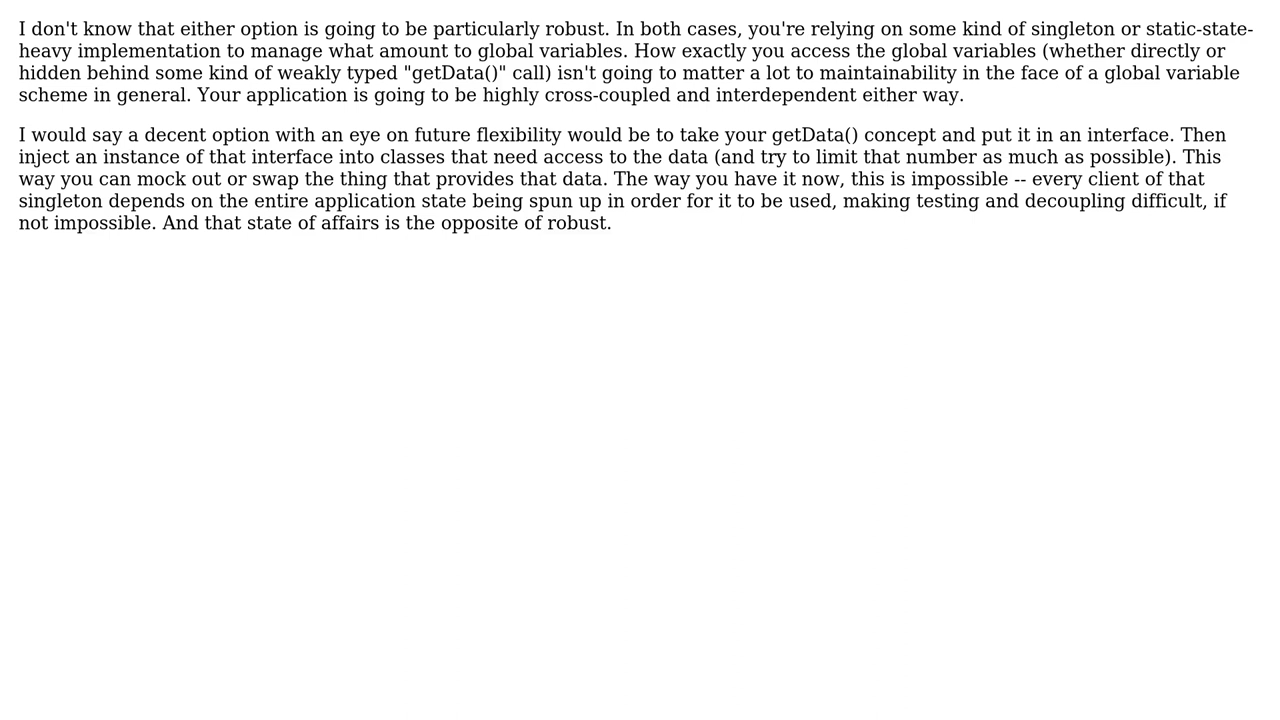 I don't know that either option is going to be particularly robust. In both cases, you're relying on some kind of singleton or static-state-
heavy implementation to manage what amount to global variables. How exactly you access the global variables (whether directly or
hidden behind some kind of weakly typed "getData()" call) isn't going to matter a lot to maintainability in the face of a global variable
scheme in general. Your application is going to be highly cross-coupled and interdependent either way.
I would say a decent option with an eye on future flexibility would be to take your getData() concept and put it in an interface. Then
inject an instance of that interface into classes that need access to the data (and try to limit that number as much as possible). This
way you can mock out or swap the thing that provides that data. The way you have it now, this is impossible -- every client of that
singleton depends on the entire application state being spun up in order for it to be used, making testing and decoupling difficult, if
not impossible. And that state of affairs is the opposite of robust.